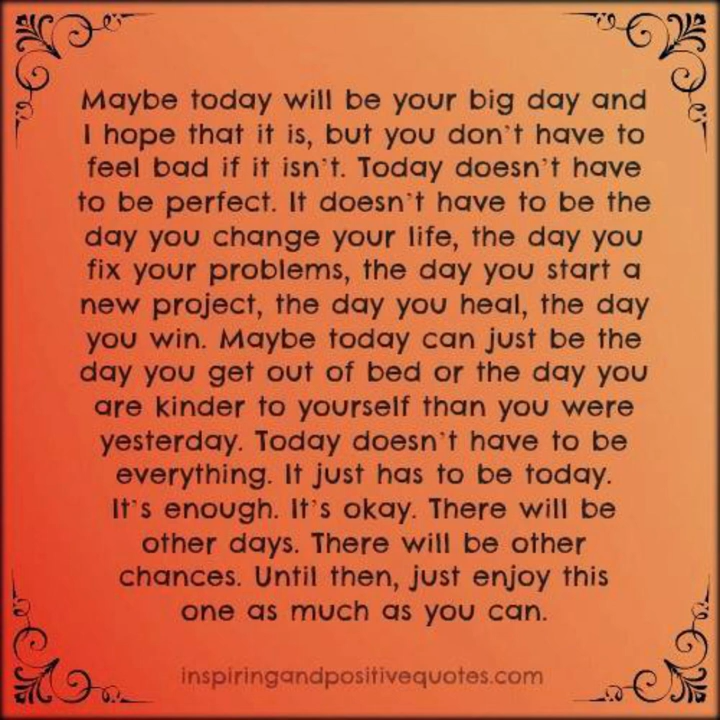 Maybe today will be your big day and
I hope that it is, but you don't have to
feel bad if it isn't. Today doesn't have
to be perfect. It doesn't have to be the
day you change your life, the day you
fix your problems, the day you start a
new project, the day you heal, the day
you win. Maybe today can just be the
day you get out of bed or the day you
are kinder to yourself than you were
yesterday. Today doesn't have to be
everything. It just has to be today.
It's enough. It's okay. There will be
other days. There will be other
chances. Until then, just enjoy this
one as much as you can.
inspiringandpositivequotes.com